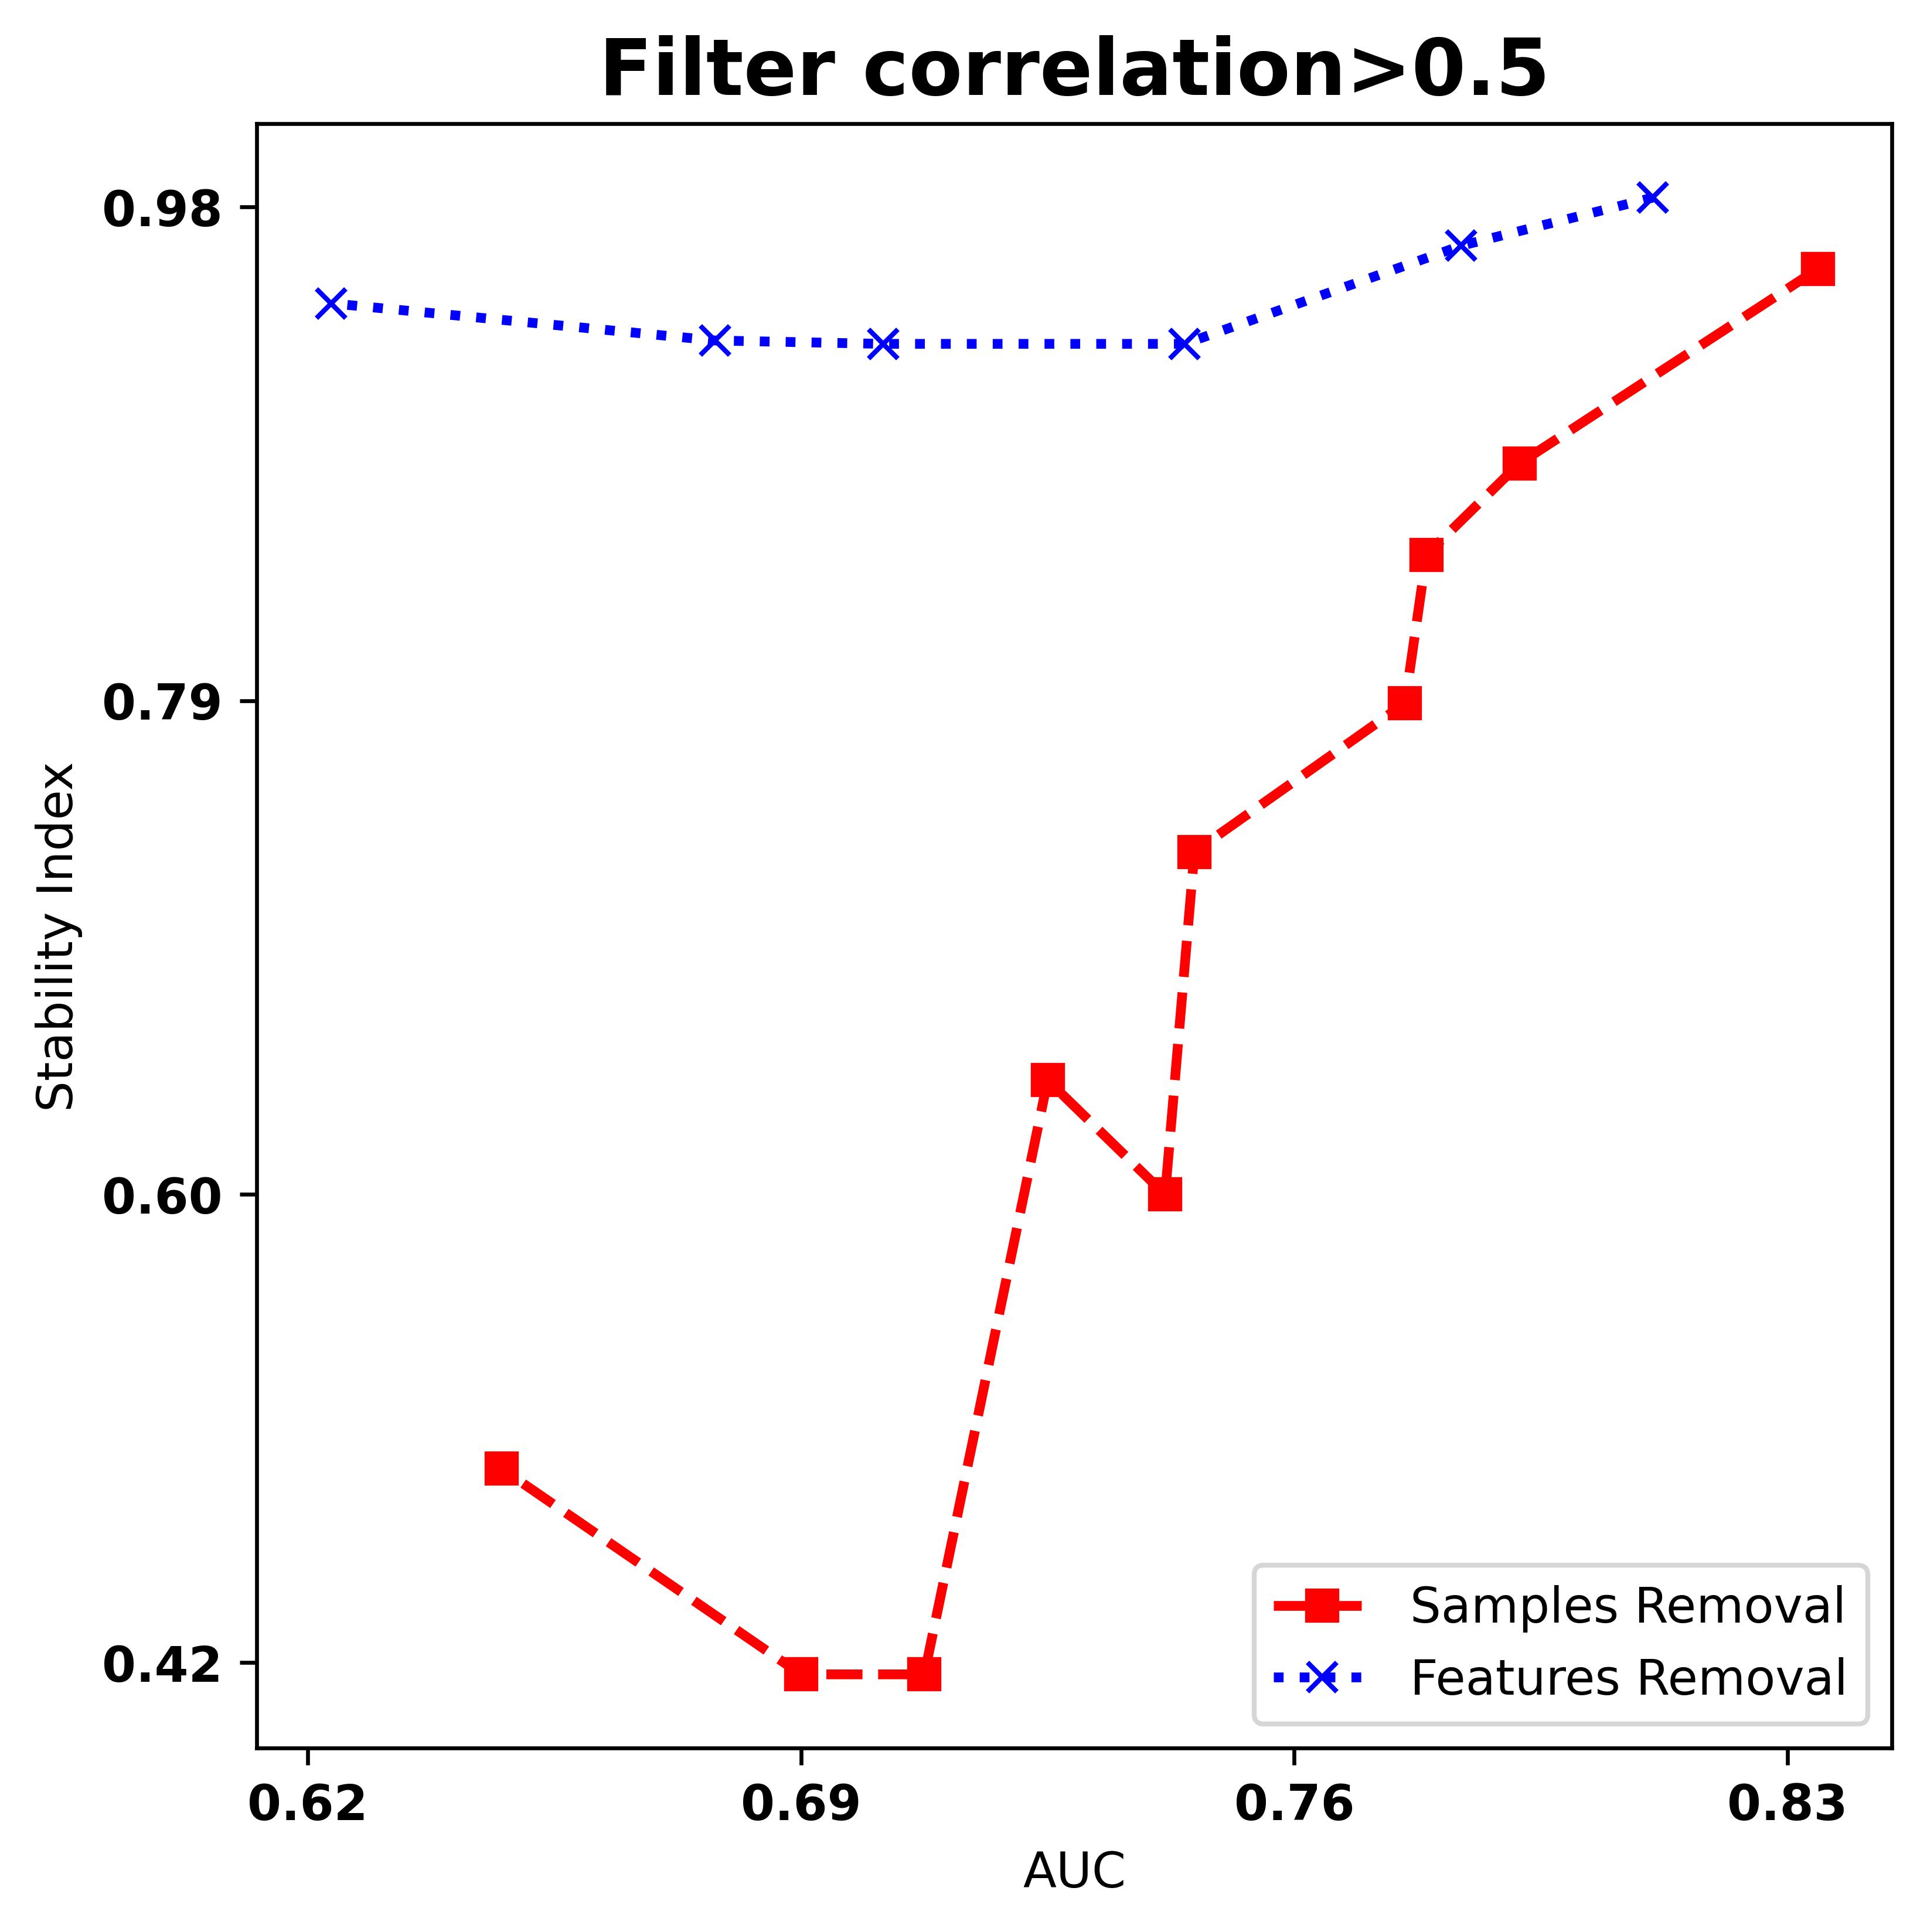 Filter correlation>0.5
0.98
0.79
0.60
0.42
Stability Index
0.62 0.69 0.76 0.83
AUC
Samples Removal
Features Removal